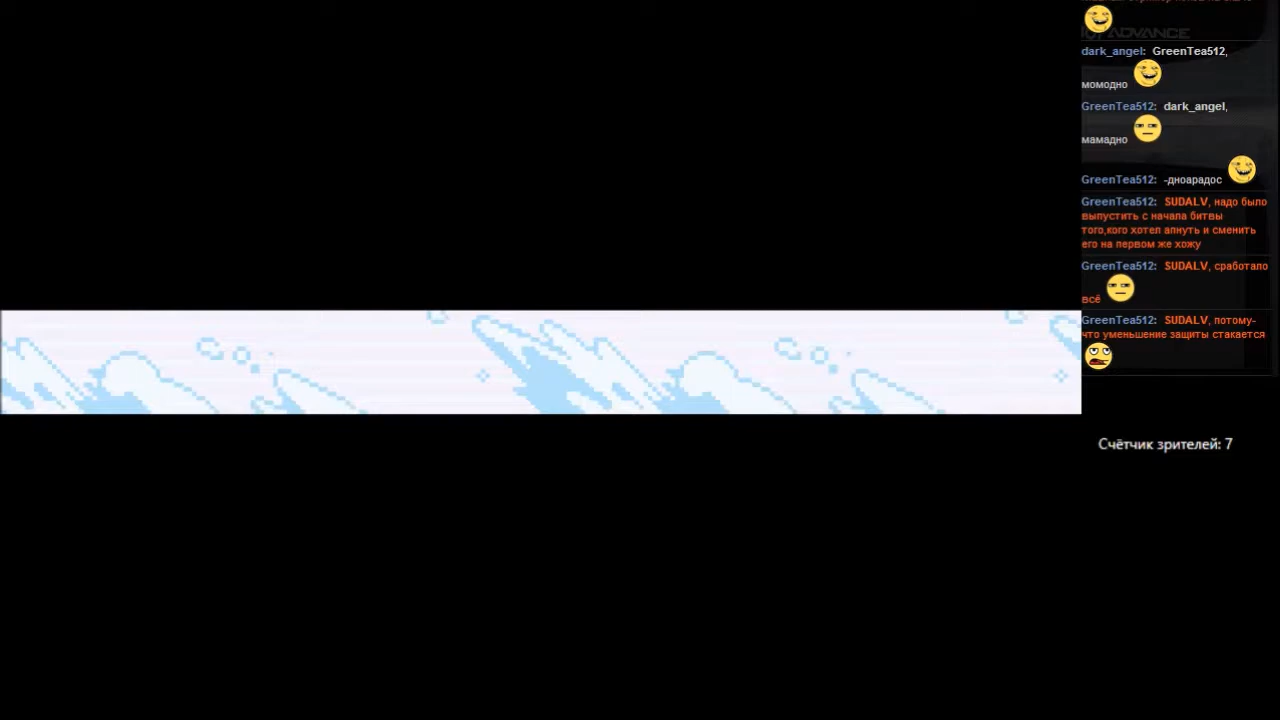 ADVANCE
dark_angel: GreenTea512,
момодно
GreenTea512: dark_angel,
мамадно
GreenTea512: -дноарадос
GreenTea512: SUDALV, надо было
выпустить с начала битвы
того,кого хотел апнуть и сменить
его на первом же хожу
GreenTea512: SUDALV, сработало
всё
GreenTea512: SUDALV, потому-
что уменьшение защиты стакается
Счётчик зрителей: 7